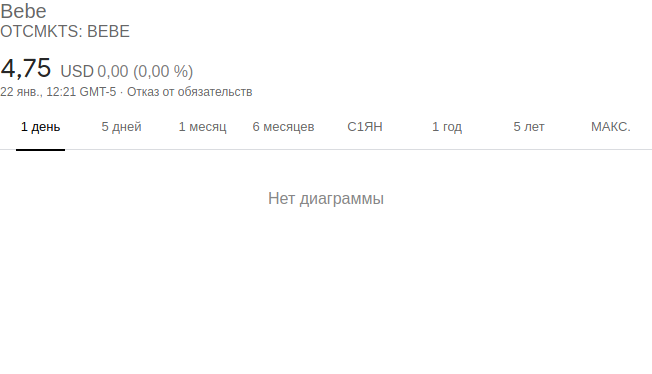 Bebe
OTCMKTS: BEBE
4,75 USD 0,00 (0,00 %)
22 янв., 12:21 GMT-5 · Отказ от обязательств
1 день 5 дней 1 месяц 6 месяцев С1ЯН 1 год 5 лет МАКС.
Нет диаграммы